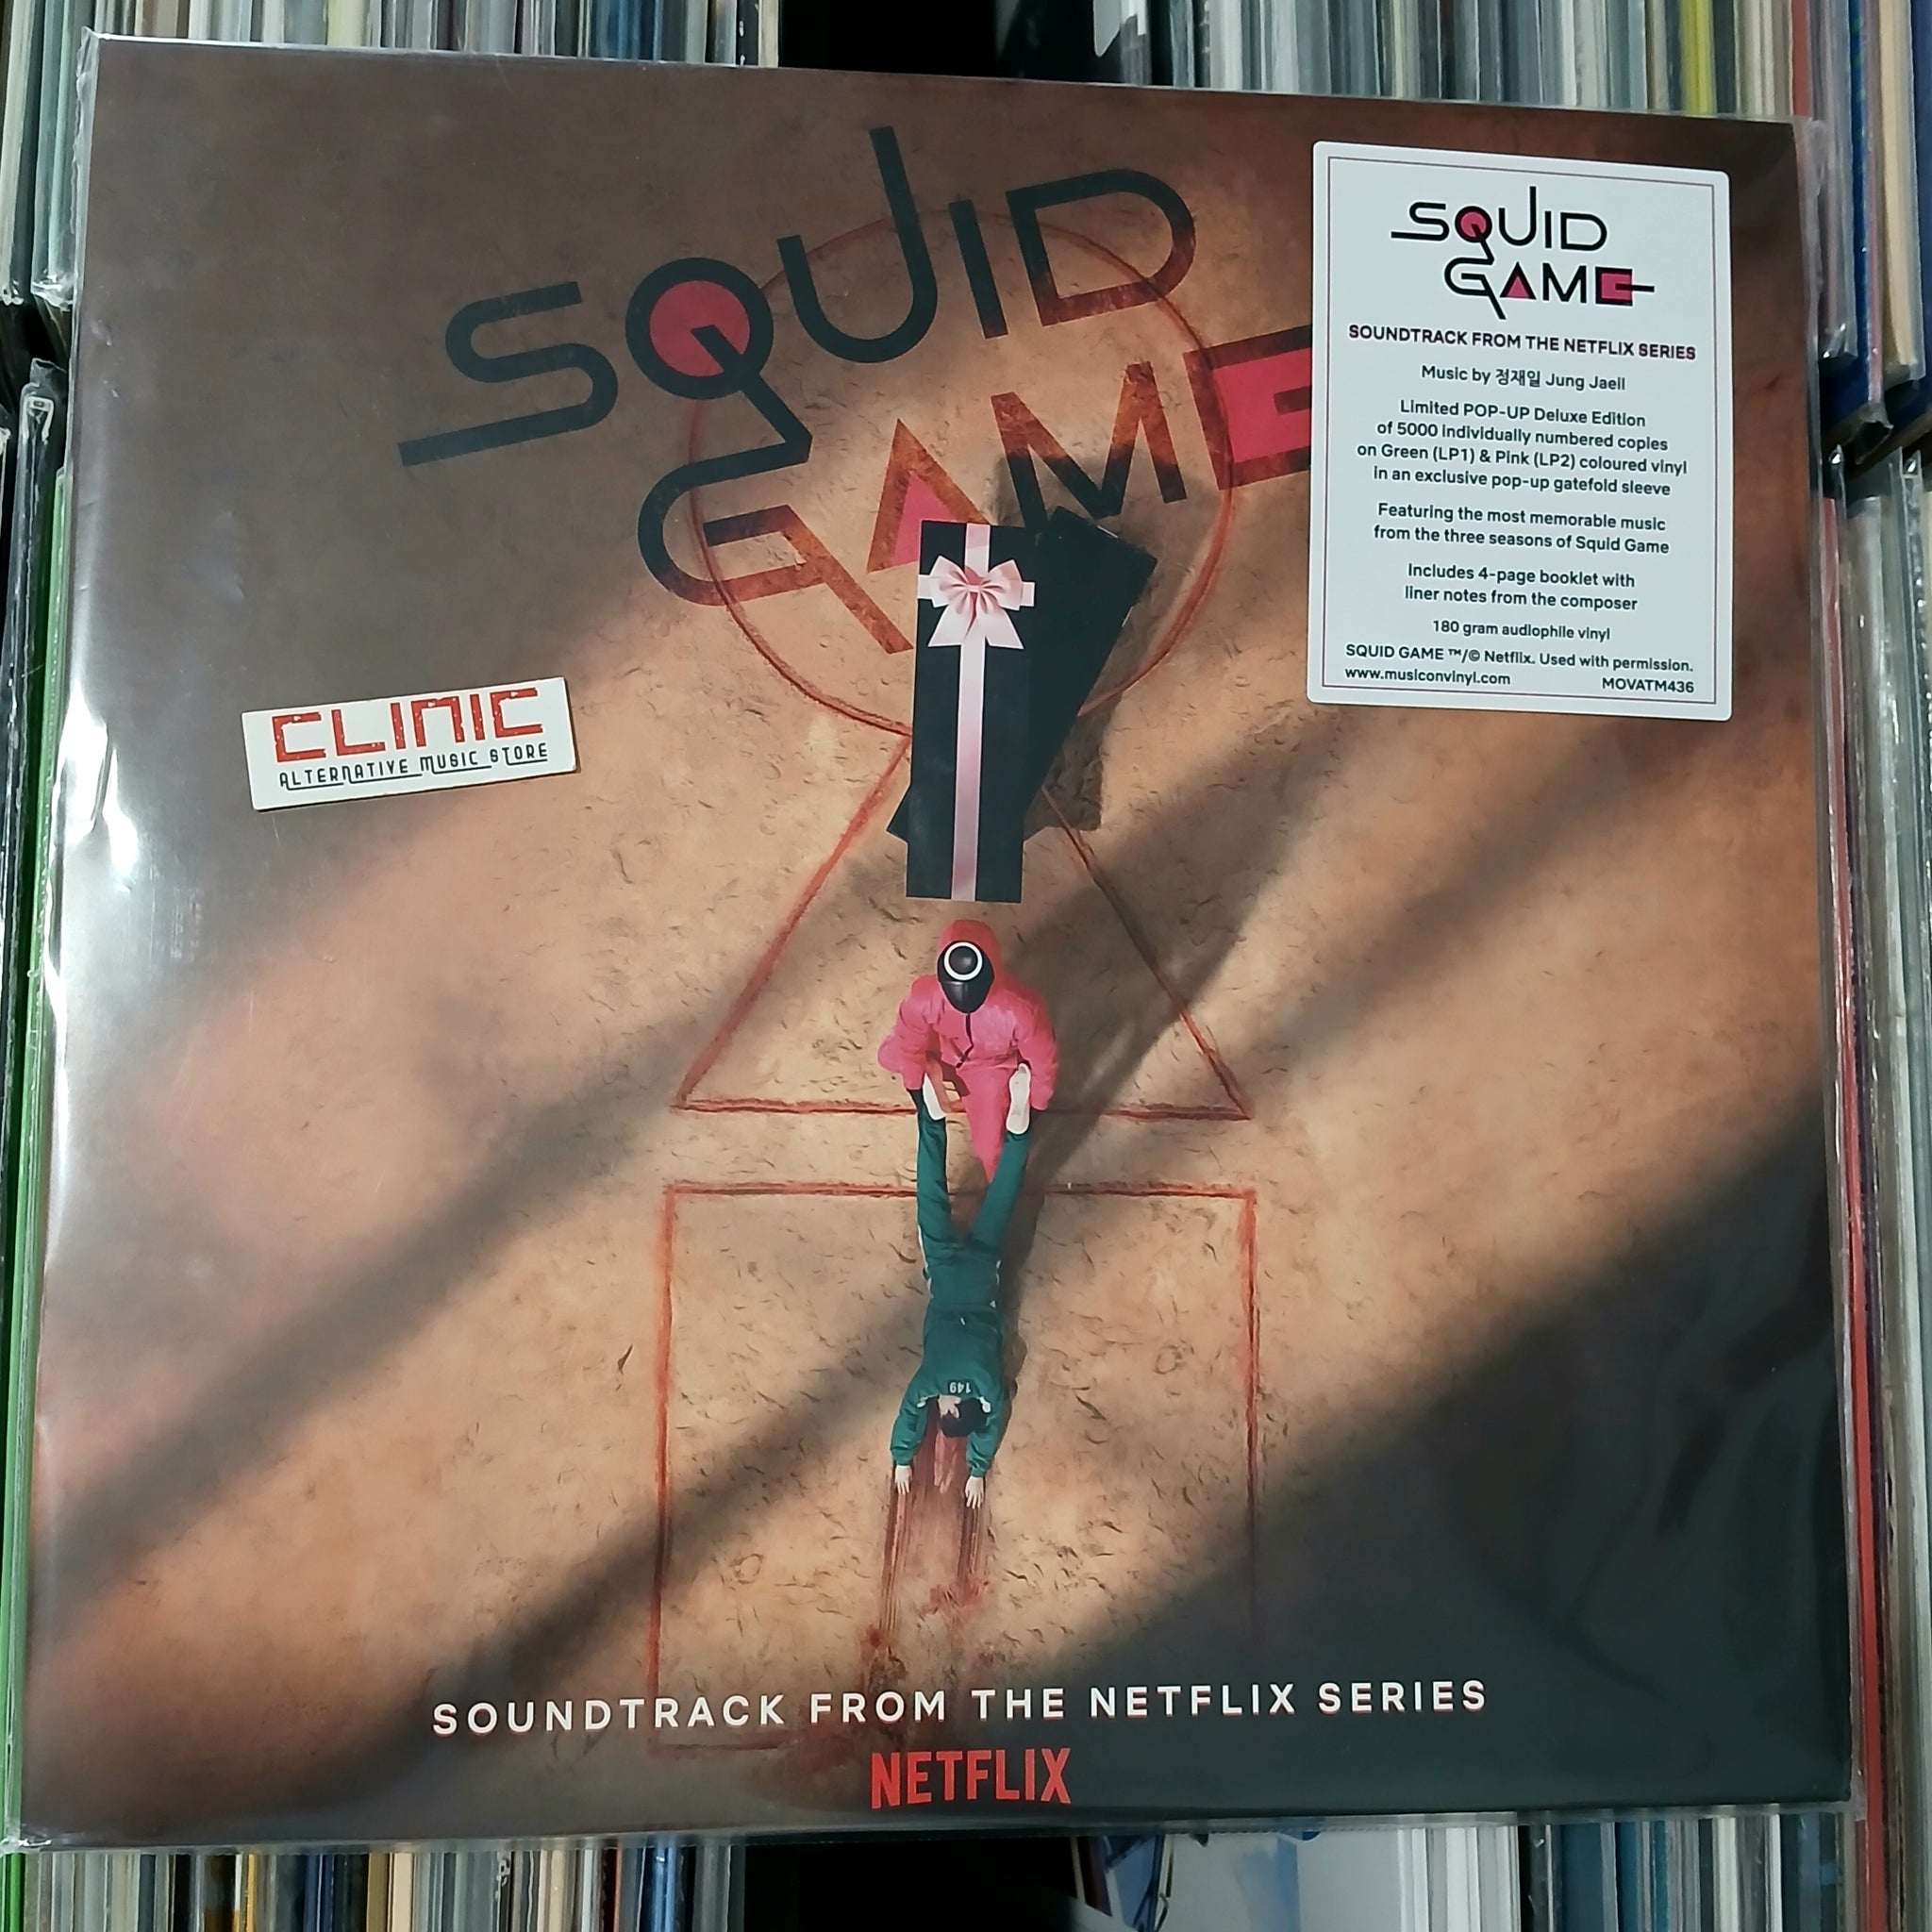 SQUID
GAME
SQUID
GAME
SOUNDTRACK FROM THE NETFLIX SERIES
Music by 정재일 Jung Jaeil
Limited POP-UP Deluxe Edition
of 5000 individually numbered copies
on Green (LP1) & Pink (LP2) coloured vinyl
in an exclusive pop-up gatefold sleeve
Featuring the most memorable music
from the three seasons of Squid Game
Includes 4-page booklet with
liner notes from the composer
180 gram audiophile vinyl
SQUID GAME ™/© Netflix. Used with permission.
www.musiconvinyl.com MOVATM436
CLINIC
ALTERNATIVE MUSIC STORE
149
SOUNDTRACK FROM THE NETFLIX SERIES
NETFLIX